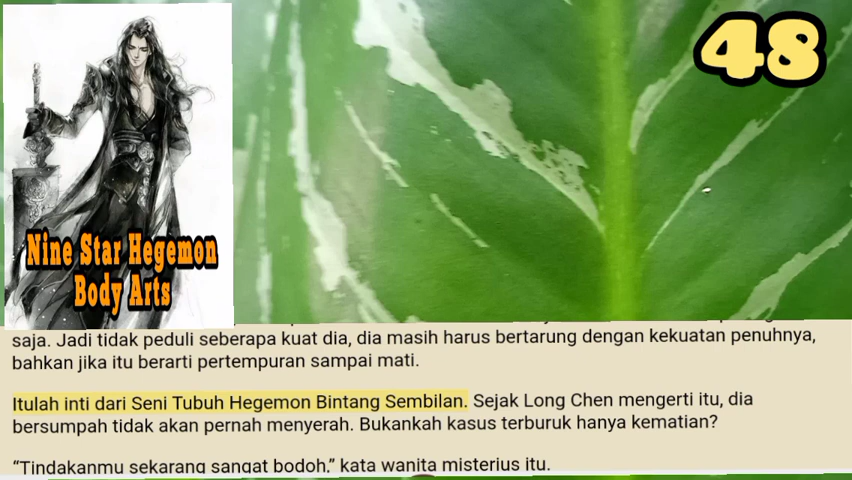 48
Nine Star Hegemon
Body Arts
saja. Jadi tidak peduli seberapa kuat dia, dia masih harus bertarung dengan kekuatan penuhnya,
bahkan jika itu berarti pertempuran sampai mati.
Itulah inti dari Seni Tubuh Hegemon Bintang Sembilan. Sejak Long Chen mengerti itu, dia
bersumpah tidak akan pernah menyerah. Bukankah kasus terburuk hanya kematian?
“Tindakanmu sekarang sangat bodoh,” kata wanita misterius itu.